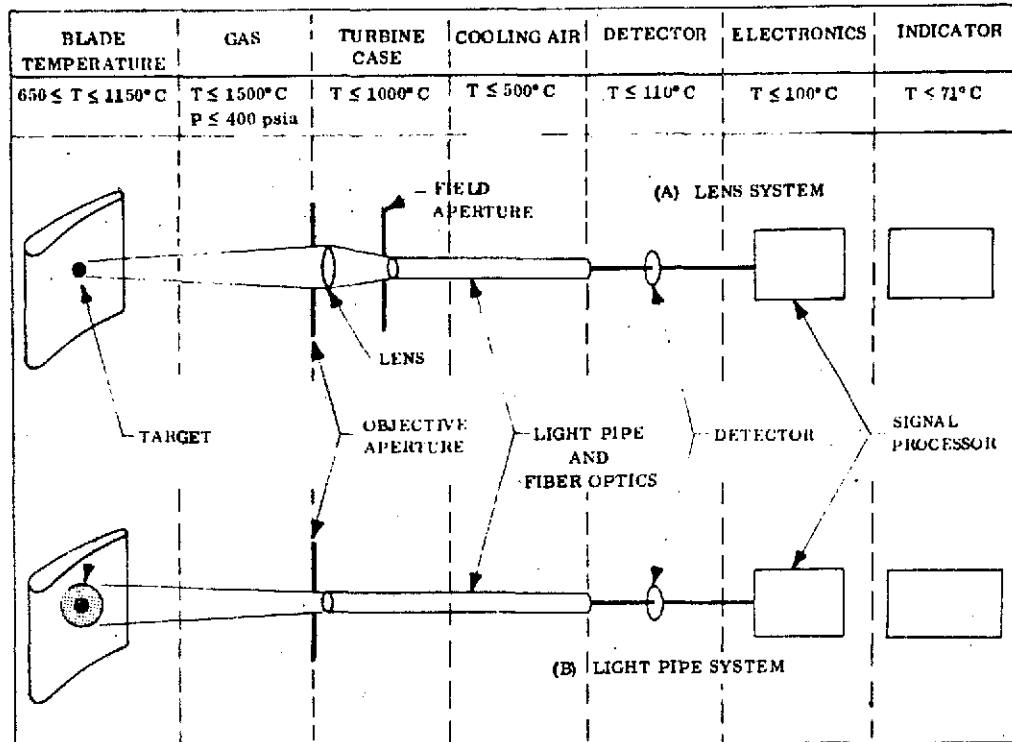 BLADE TEMPERATURE
GAS
TURBINE CASE
COOLING AIR
DETECTOR
ELECTRONICS
INDICATOR
650 ≤ T ≤ 1150°C
T ≤ 1500°C
P ≤ 400 psia
T ≤ 1000°C
T ≤ 500°C
T ≤ 110°C
T ≤ 100°C
T < 71°C
FIELD
APERTURE
(A) LENS SYSTEM
LENS
TARGET
OBJECTIVE
APERTURE
LIGHT PIPE
AND
FIBER OPTICS
DETECTOR
SIGNAL
PROCESSOR
(B) LIGHT PIPE SYSTEM